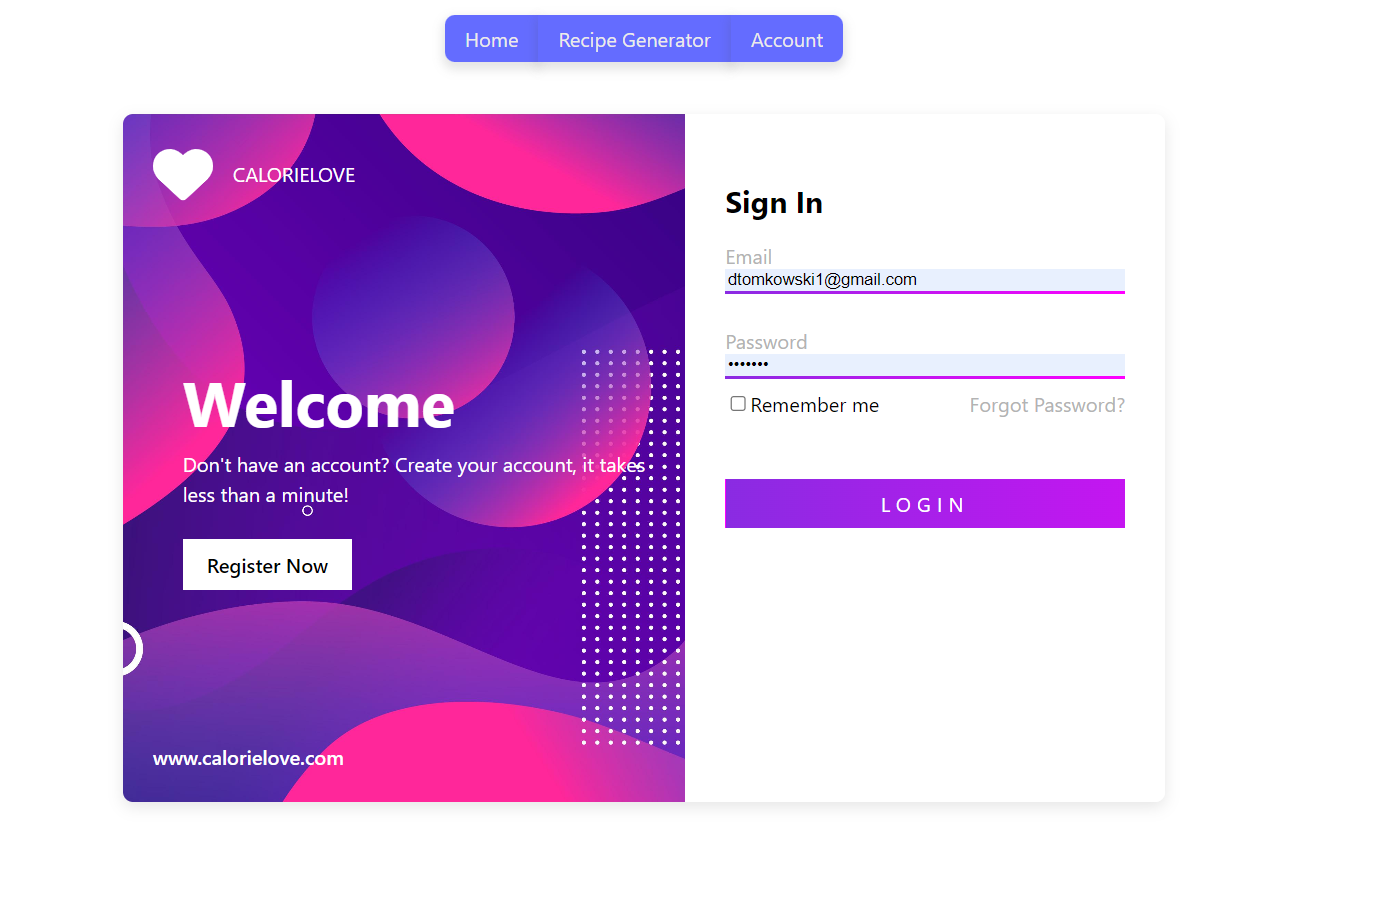 Home Recipe Generator Account
CALORIELOVE
Welcome
Don't have an account? Create your account, it takes
less than a minute!
Register Now
www.calorielove.com
Sign In
Email
dtomkowski1@gmail.com
Password
•••••••
Remember me Forgot Password?
LOGIN